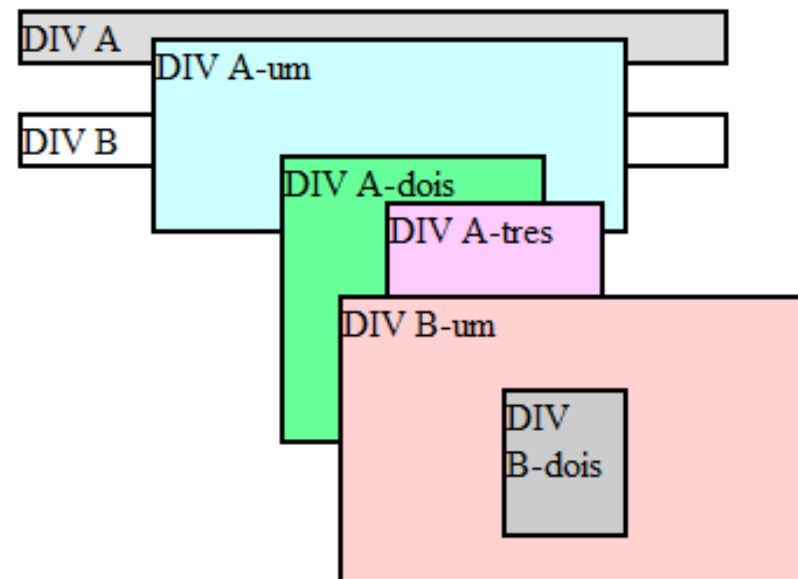 DIV A
DIV A-um
DIV B
DIV A-dois
DIV A-tres
DIV B-um
DIV
B-dois